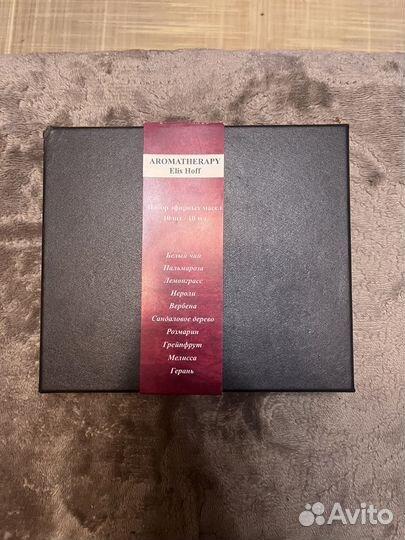 AROMATHERAPY
Elix Hoff
Набор эфирных масел
10 шт / 10 мл
Белый чай
Пальмароза
Лемонграсс
Нероли
Вербена
Сандаловое дерево
Розмарин
Грейпфрут
Мелисса
Герань
Avito